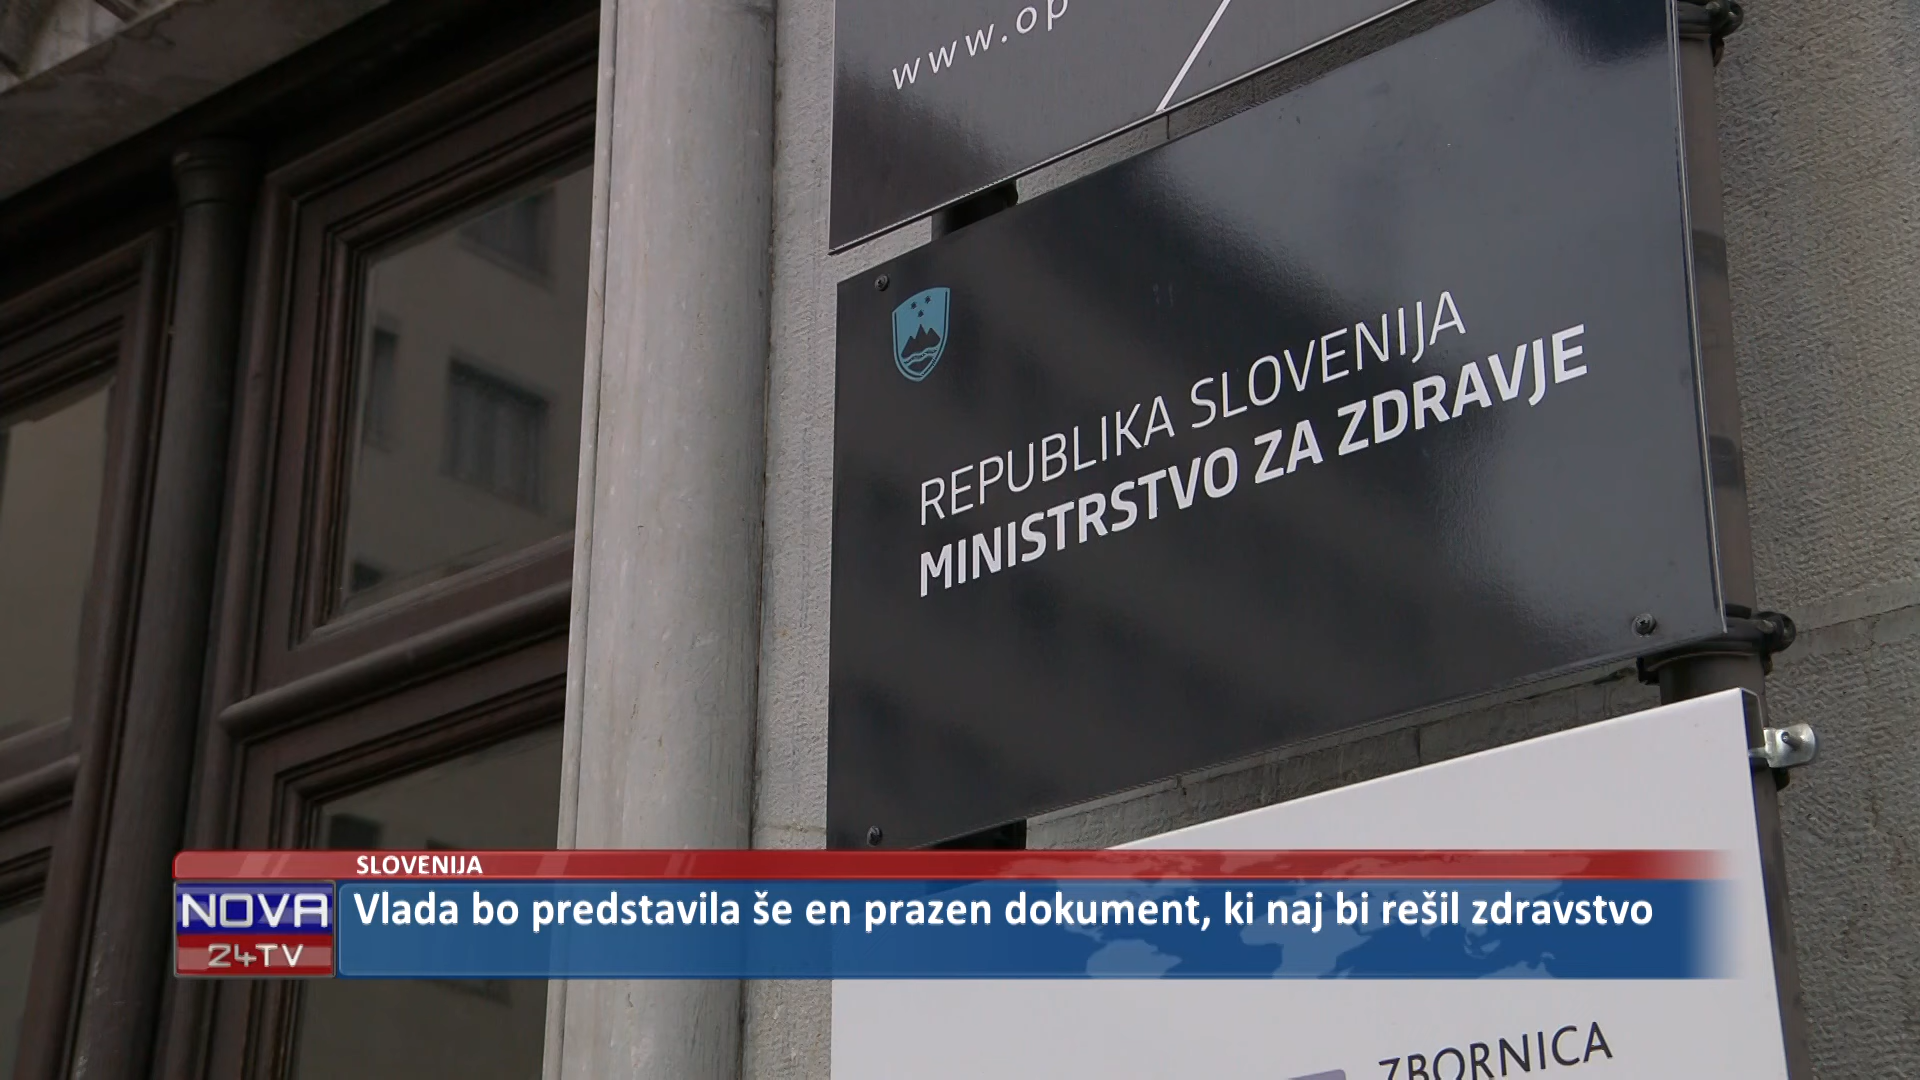 www.op
REPUBLIKA SLOVENIJA
MINISTRSTVO ZA ZDRAVJE
SLOVENIJA
NOVA
24TV
Vlada bo predstavila še en prazen dokument, ki naj bi rešil zdravstvo
ZBORNICA